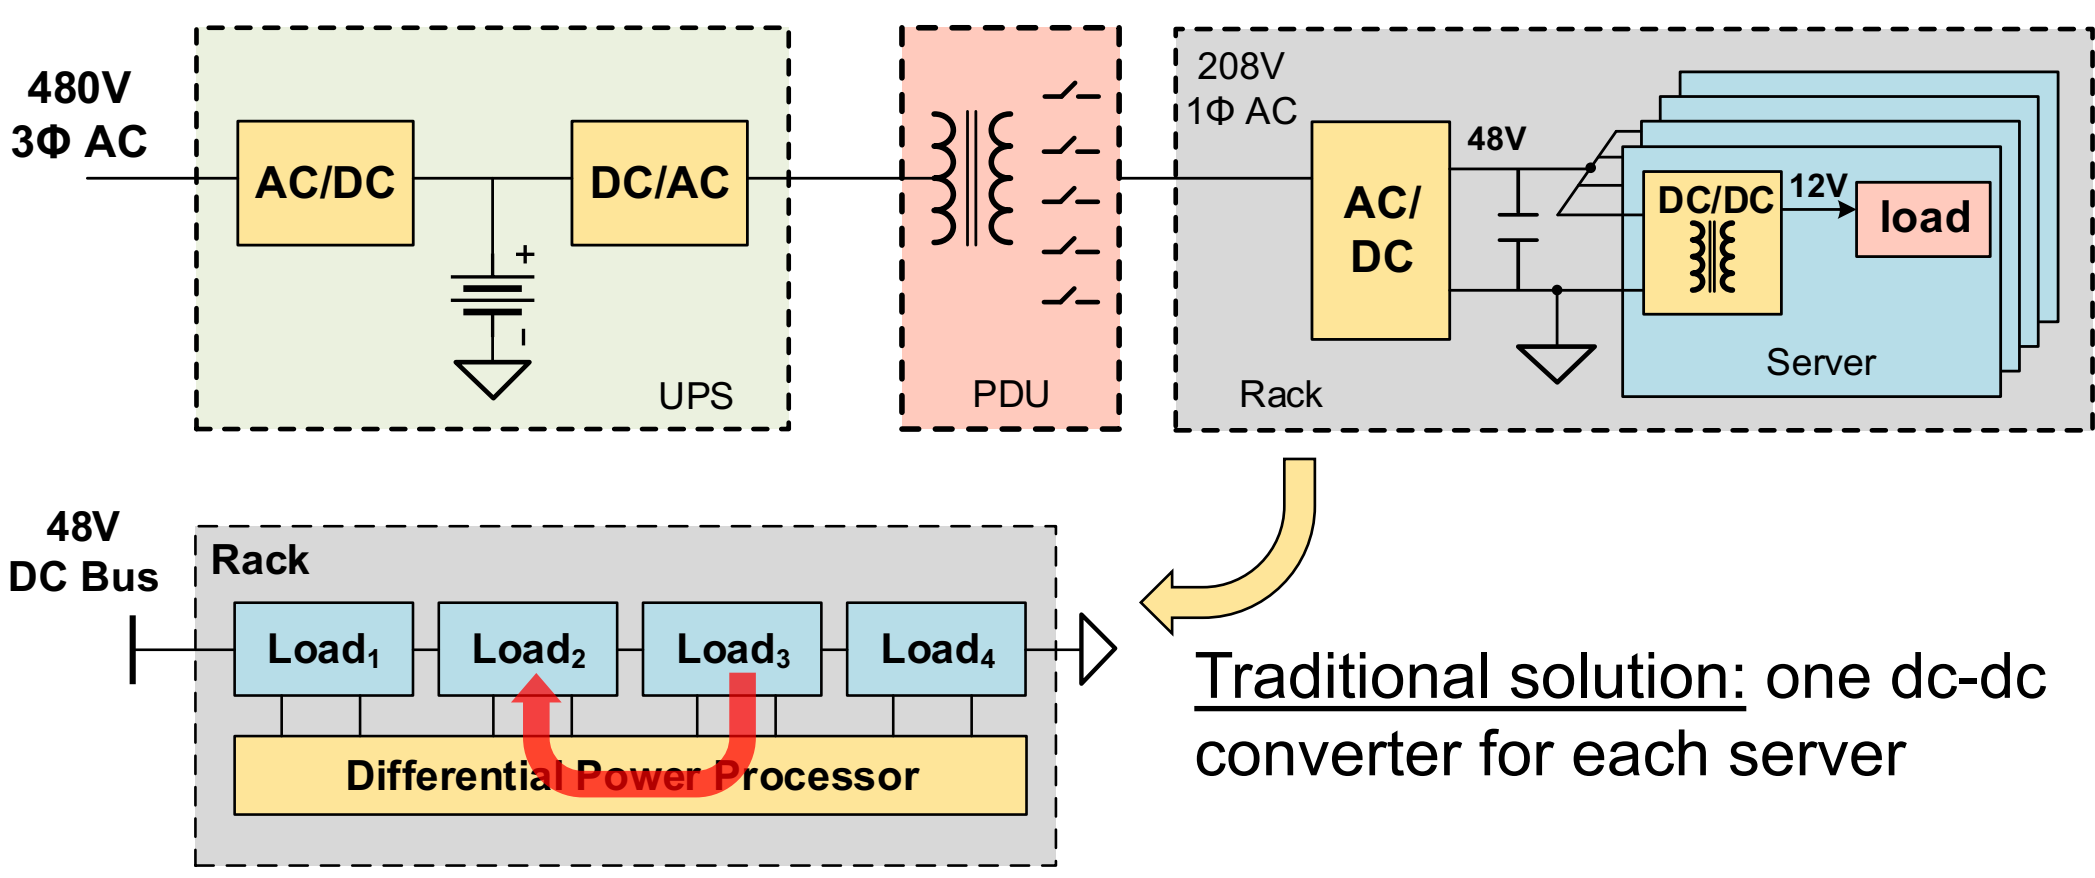 480V
3Φ AC
AC/DC
DC/AC
+
–
UPS
PDU
208V
1Φ AC
AC/
DC
48V
DC/DC
12V
load
Server
Rack
48V
DC Bus
Rack
Load₁
Load₂
Load₃
Load₄
Differential Power Processor
Traditional solution: one dc-dc
converter for each server